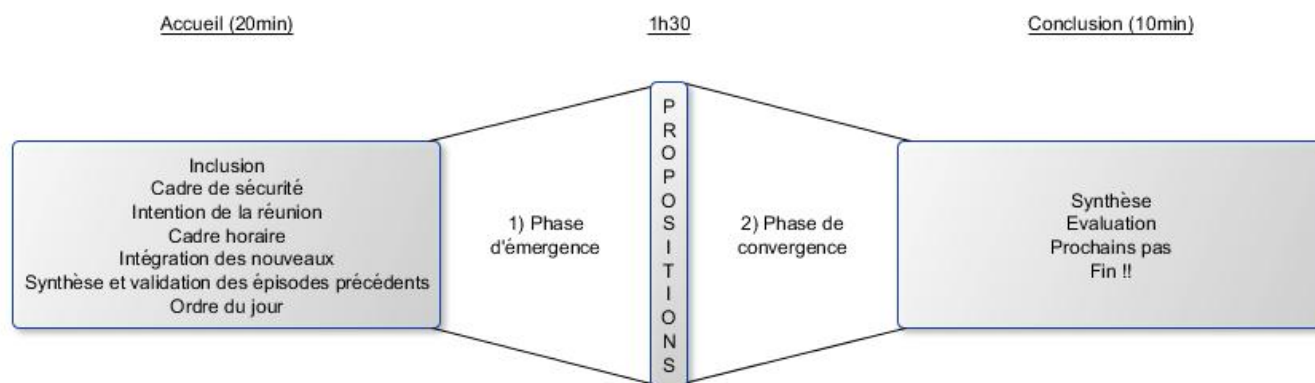 Accueil (20min)
1h30
Conclusion (10min)
Inclusion
Cadre de sécurité
Intention de la réunion
Cadre horaire
Intégration des nouveaux
Synthèse et validation des épisodes précédents
Ordre du jour
1) Phase
d'émergence
PROPOSITIONS
2) Phase de
convergence
Synthèse
Evaluation
Prochains pas
Fin !!